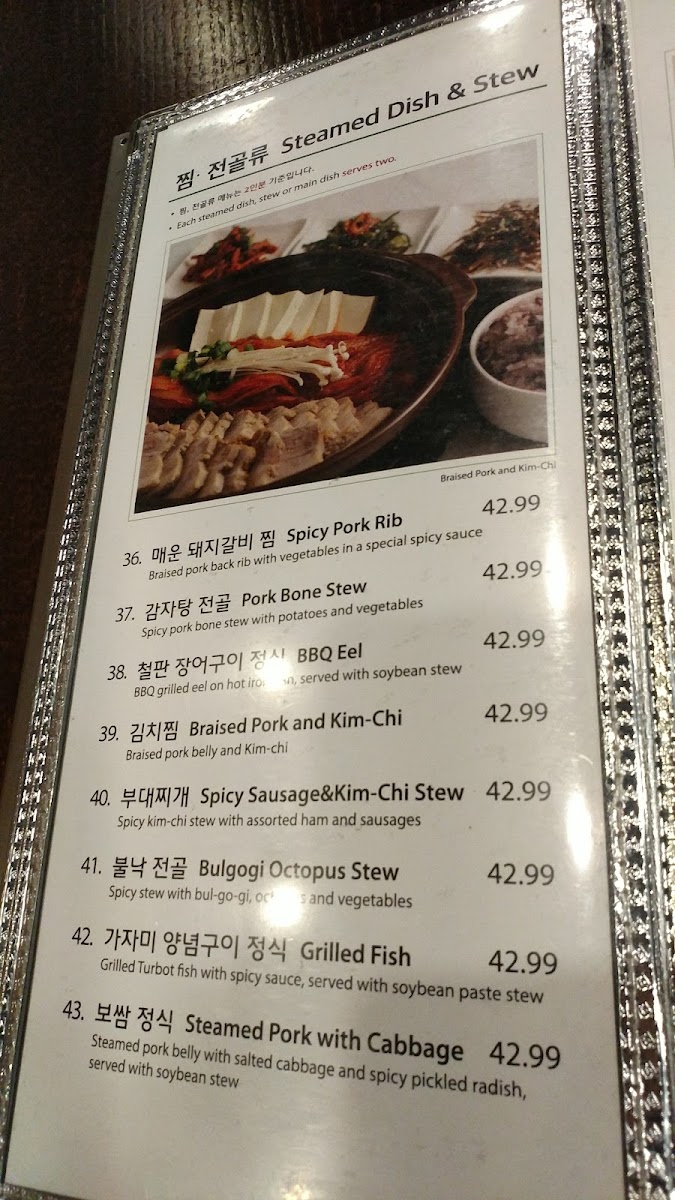 찜· 전골류 Steamed Dish & Stew
• 찜, 전골류 메뉴는 2인분 기준입니다.
• Each steamed dish, stew or main dish serves two.
Braised Pork and Kim-Chi
36. 매운 돼지갈비 찜 Spicy Pork Rib 42.99
Braised pork back rib with vegetables in a special spicy sauce
37. 감자탕 전골 Pork Bone Stew 42.99
Spicy pork bone stew with potatoes and vegetables
38. 철판 장어구이 정식 BBQ Eel 42.99
BBQ grilled eel on hot served with soybean stew
39. 김치찜 Braised Pork and Kim-Chi 42.99
Braised pork belly and Kim-chi
40. 부대찌개 Spicy Sausage&Kim-Chi Stew 42.99
Spicy kim-chi stew with assorted ham and sausages
41. 불낙 전골 Bulgogi Octopus Stew 42.99
Spicy stew with bul-go-gi, and vegetables
42. 가자미 양념구이 정식 Grilled Fish 42.99
Grilled Turbot fish with spicy sauce, served with soybean paste stew
43. 보쌈 정식 Steamed Pork with Cabbage 42.99
Steamed pork belly with salted cabbage and spicy pickled radish,
served with soybean stew